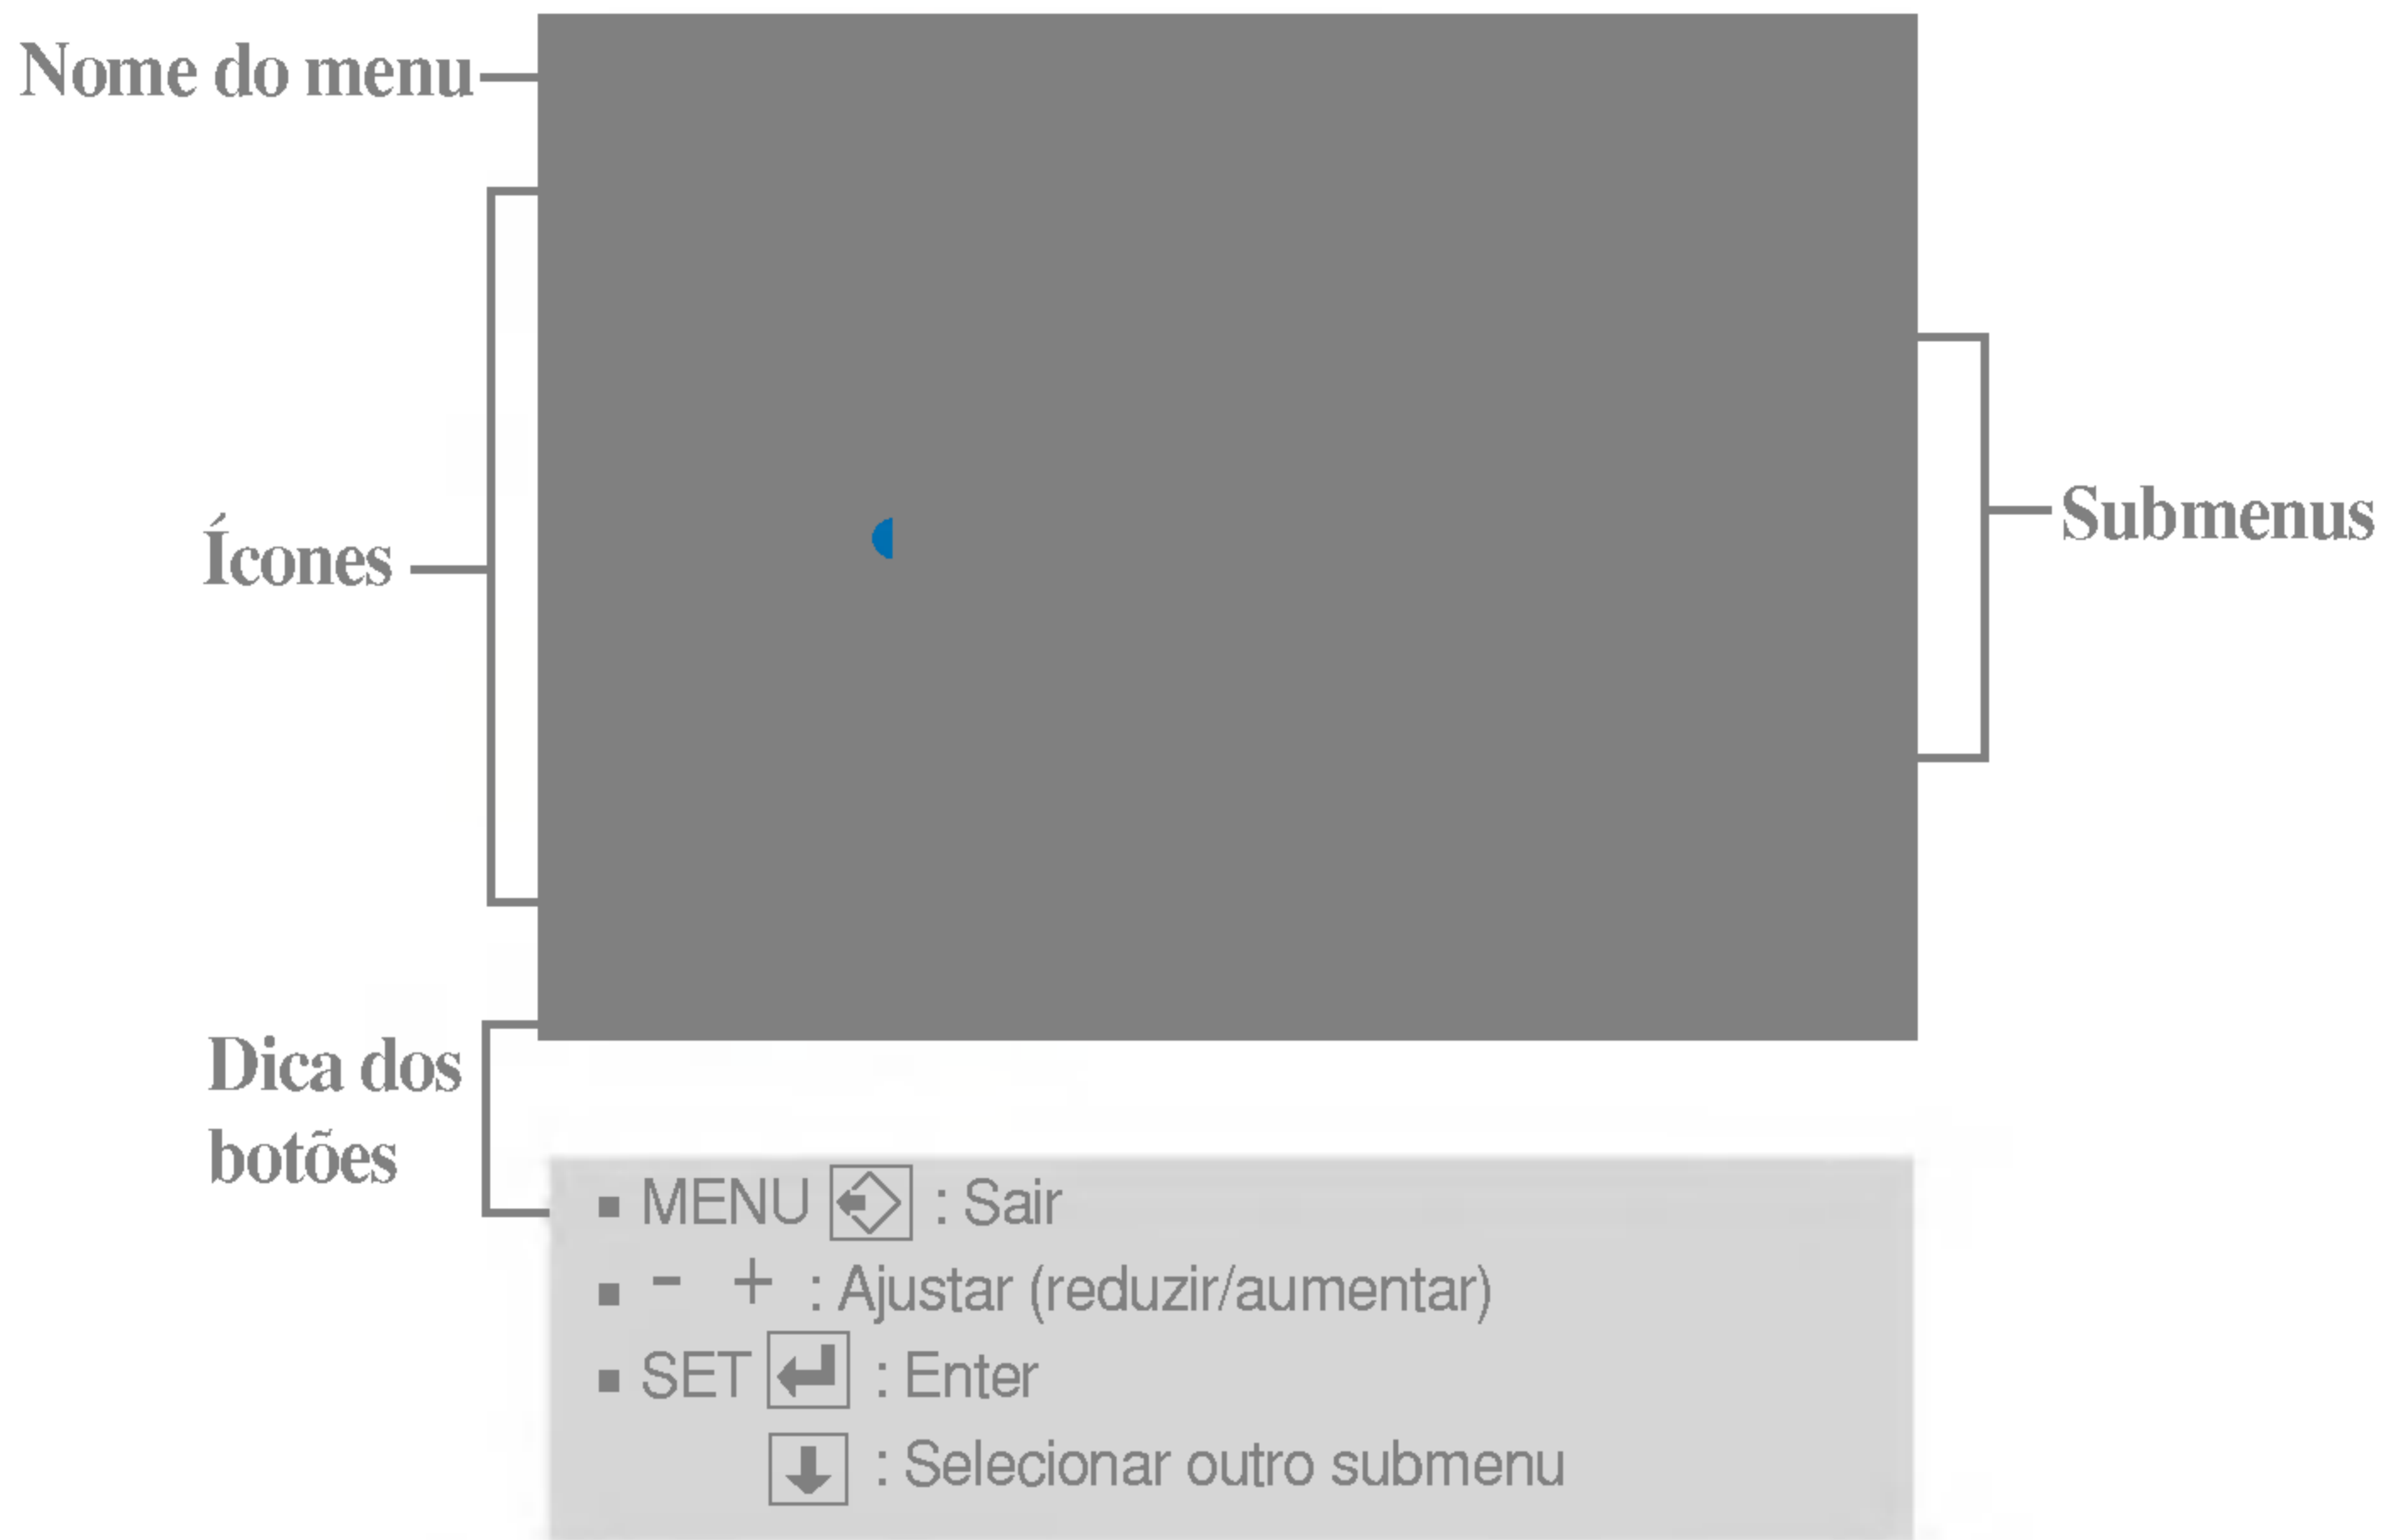 Nome do menu
Ícones
Submenus
Dica dos
botões
■ MENU : Sair
■ - + : Ajustar (reduzir/aumentar)
■ SET : Enter
: Selecionar outro submenu